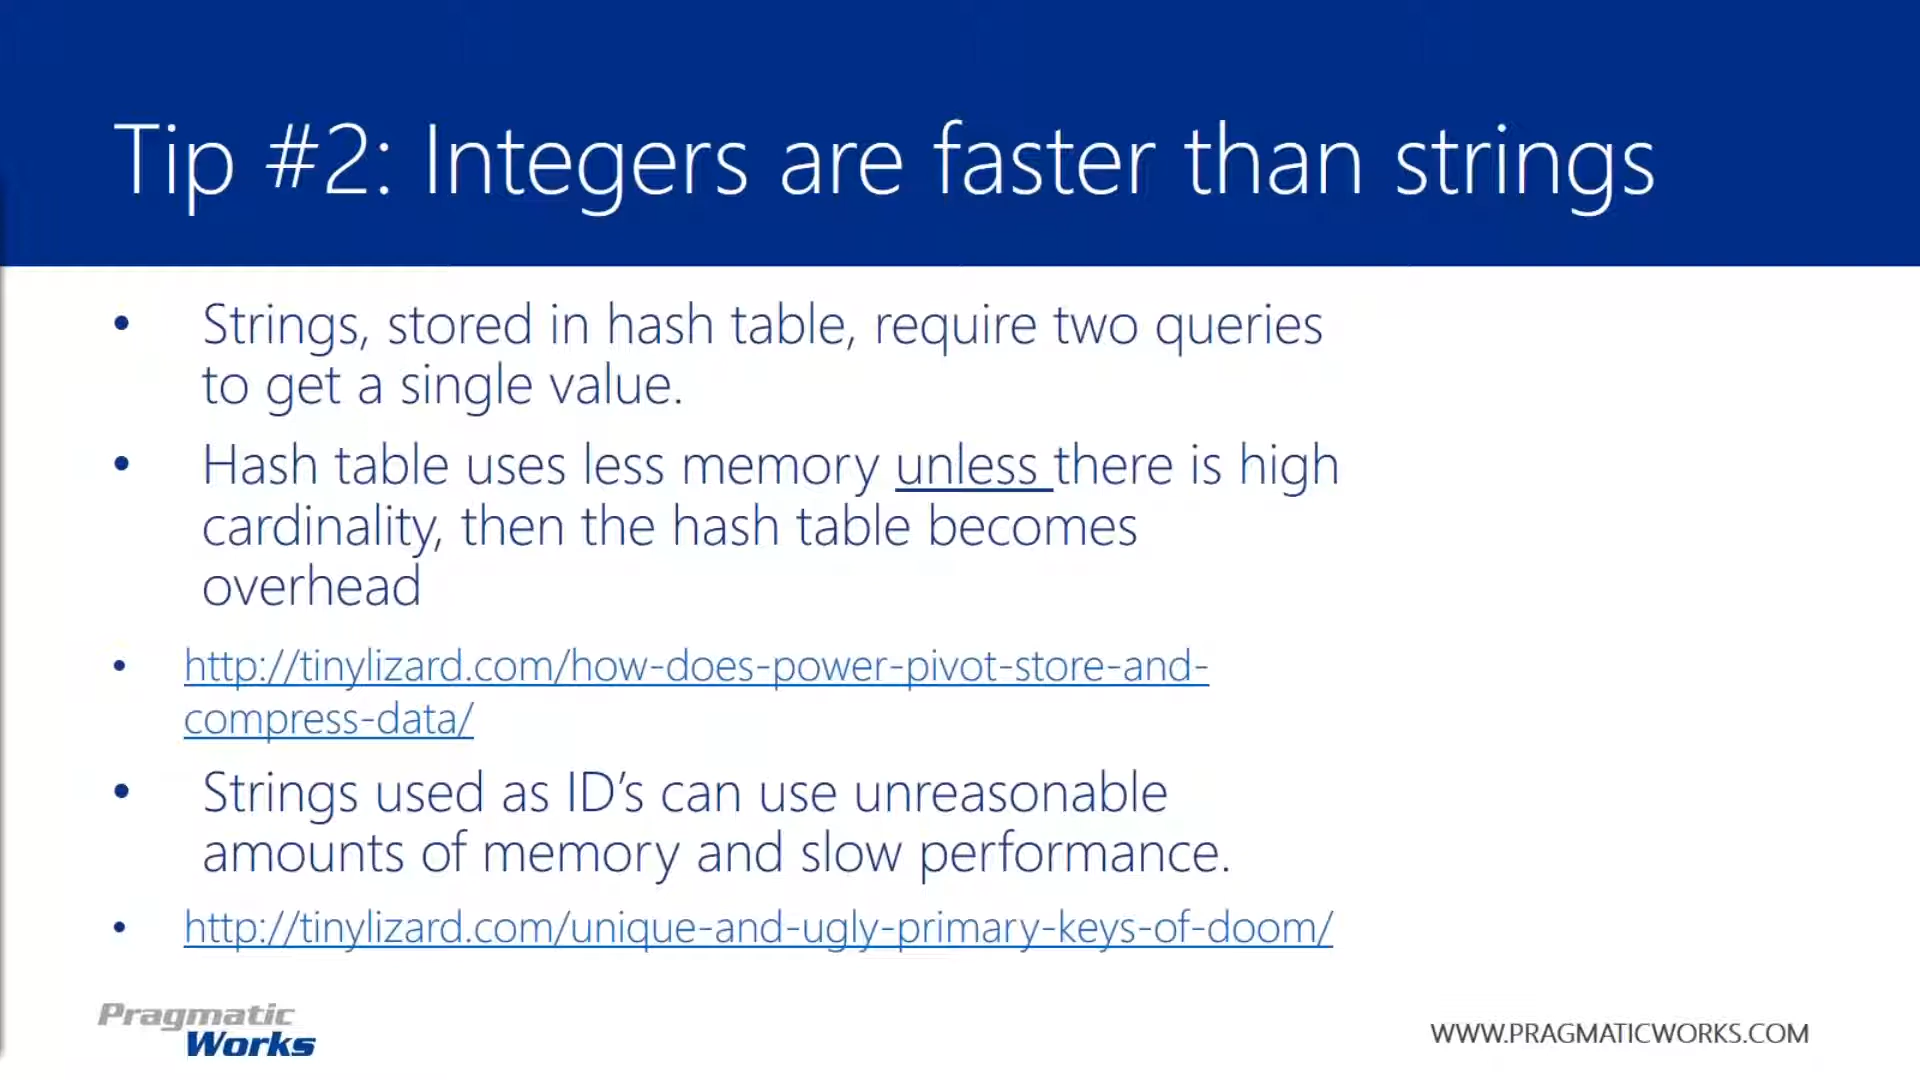 Tip #2: Integers are faster than strings
• Strings, stored in hash table, require two queries
to get a single value.
• Hash table uses less memory unless there is high
cardinality, then the hash table becomes
overhead
• http://tinylizard.com/how-does-power-pivot-store-and-
compress-data/
• Strings used as ID’s can use unreasonable
amounts of memory and slow performance.
• http://tinylizard.com/unique-and-ugly-primary-keys-of-doom/
Pragmatic
Works
WWW.PRAGMATICWORKS.COM